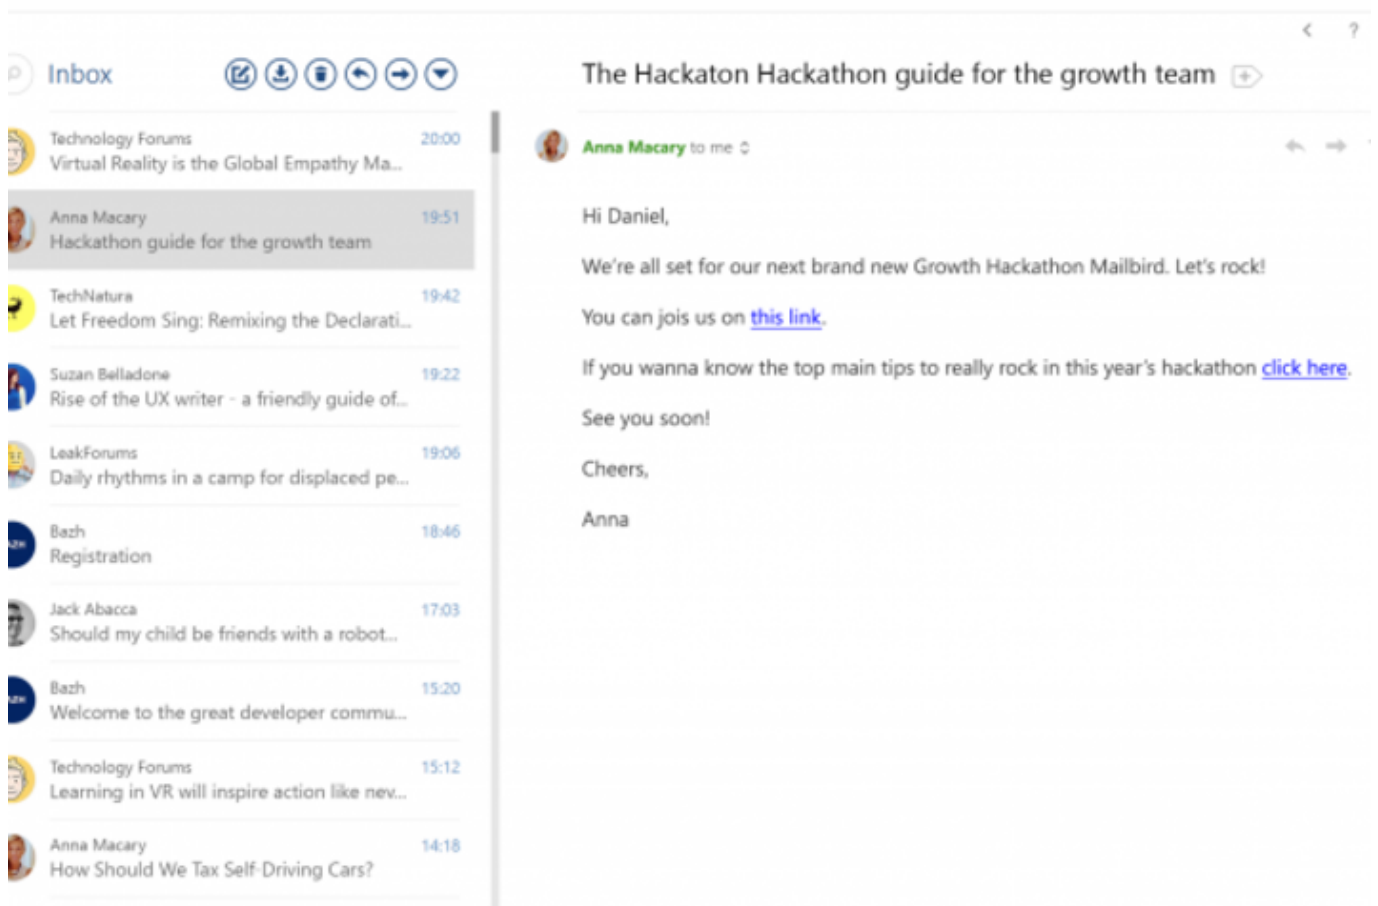 Inbox
Technology Forums 20:00
Virtual Reality is the Global Empathy Ma...
Anna Macary 19:51
Hackathon guide for the growth team
TechNatura 19:42
Let Freedom Sing: Remixing the Declarati...
Suzan Belladone 19:22
Rise of the UX writer - a friendly guide of...
LeakForums 19:06
Daily rhythms in a camp for displaced pe...
Bazh 18:46
Registration
Jack Abacca 17:03
Should my child be friends with a robot...
Bazh 15:20
Welcome to the great developer commu...
Technology Forums 15:12
Learning in VR will inspire action like nev...
Anna Macary 14:18
How Should We Tax Self-Driving Cars?
?
The Hackaton Hackathon guide for the growth team
Anna Macary to me
Hi Daniel,
We're all set for our next brand new Growth Hackathon Mailbird. Let's rock!
You can jois us on this link.
If you wanna know the top main tips to really rock in this year's hackathon click here.
See you soon!
Cheers,
Anna